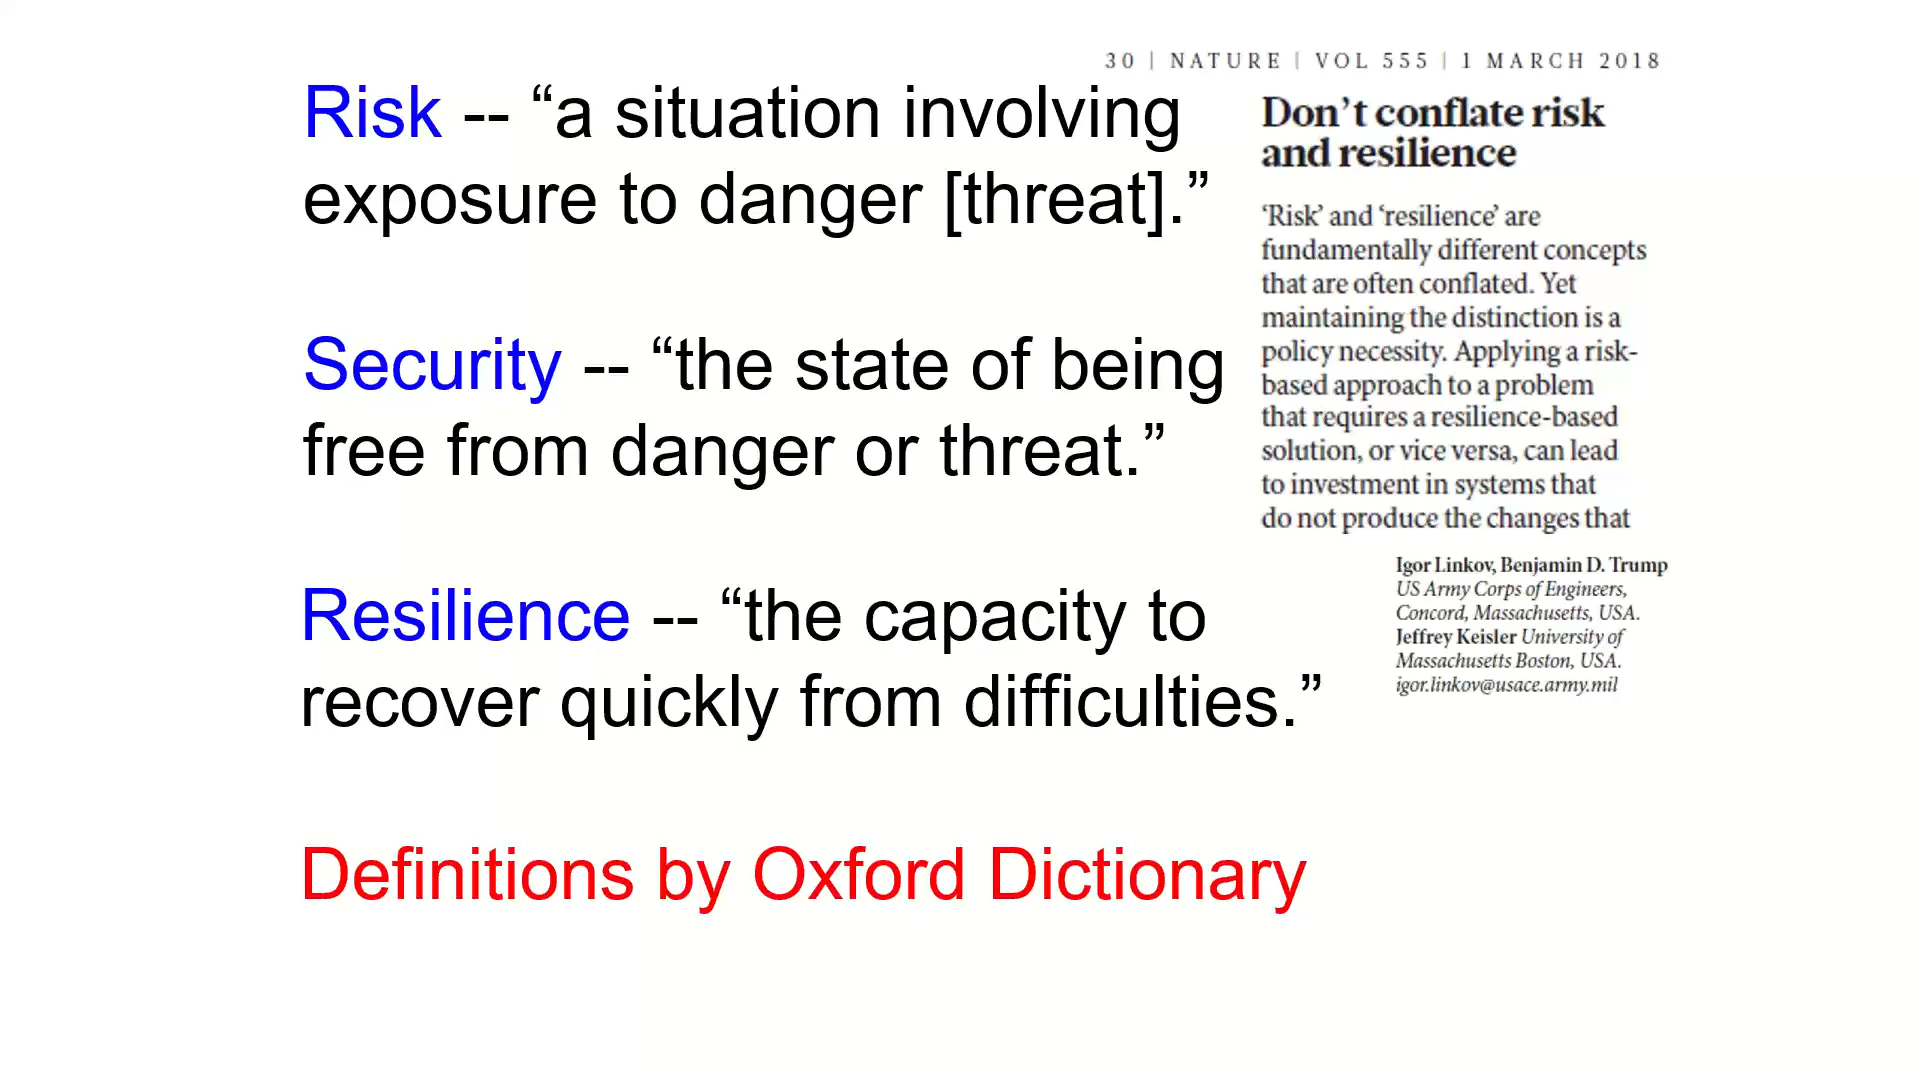 30 | NATURE | VOL 555 | 1 MARCH 2018
Risk -- “a situation involving
exposure to danger [threat].”
Security -- “the state of being
free from danger or threat.”
Resilience -- “the capacity to
recover quickly from difficulties.”
Definitions by Oxford Dictionary
Don’t conflate risk
and resilience
‘Risk’ and ‘resilience’ are
fundamentally different concepts
that are often conflated. Yet
maintaining the distinction is a
policy necessity. Applying a risk-
based approach to a problem
that requires a resilience-based
solution, or vice versa, can lead
to investment in systems that
do not produce the changes that
Igor Linkov, Benjamin D. Trump
US Army Corps of Engineers,
Concord, Massachusetts, USA.
Jeffrey Keisler University of
Massachusetts Boston, USA.
igor.linkov@usace.army.mil